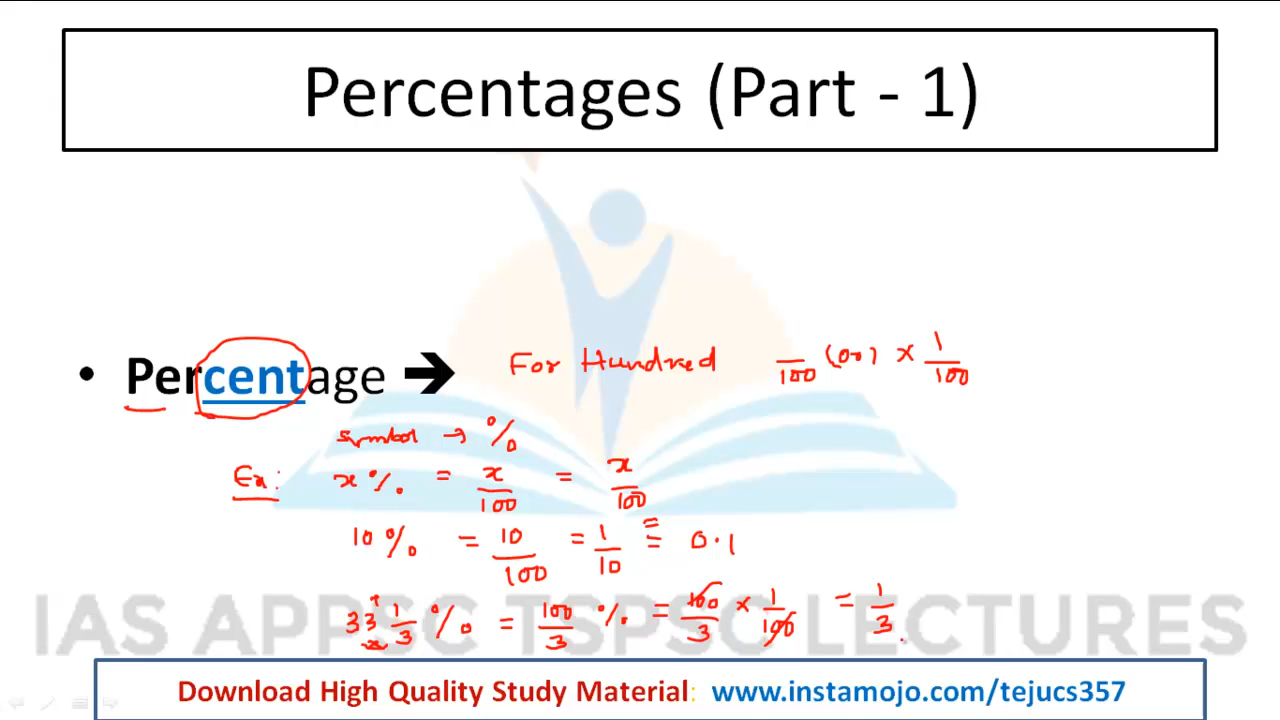 Percentages (Part - 1)
• Percentage ➔ For Hundred /100 (or) × 1/100
symbol → %
Ex: x% = x/100 = x/100
10% = 10/100 = 1/10 = 0.1
33 1/3 % = 100/3 % = 100/3 × 1/100 = 1/3
IAS APPSC TSPSC LECTURES
Download High Quality Study Material: www.instamojo.com/tejucs357